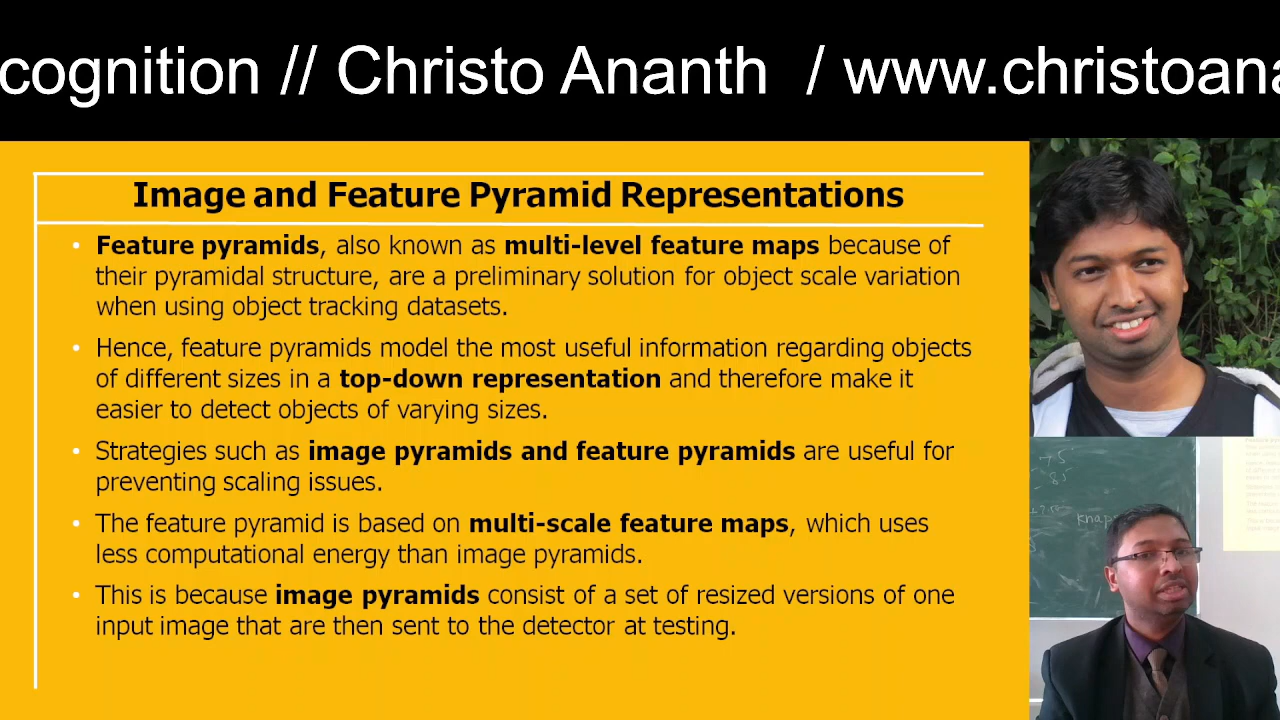 cognition // Christo Ananth / www.christoana
Image and Feature Pyramid Representations
• Feature pyramids, also known as multi-level feature maps because of
their pyramidal structure, are a preliminary solution for object scale variation
when using object tracking datasets.
• Hence, feature pyramids model the most useful information regarding objects
of different sizes in a top-down representation and therefore make it
easier to detect objects of varying sizes.
• Strategies such as image pyramids and feature pyramids are useful for
preventing scaling issues.
• The feature pyramid is based on multi-scale feature maps, which uses
less computational energy than image pyramids.
• This is because image pyramids consist of a set of resized versions of one
input image that are then sent to the detector at testing.